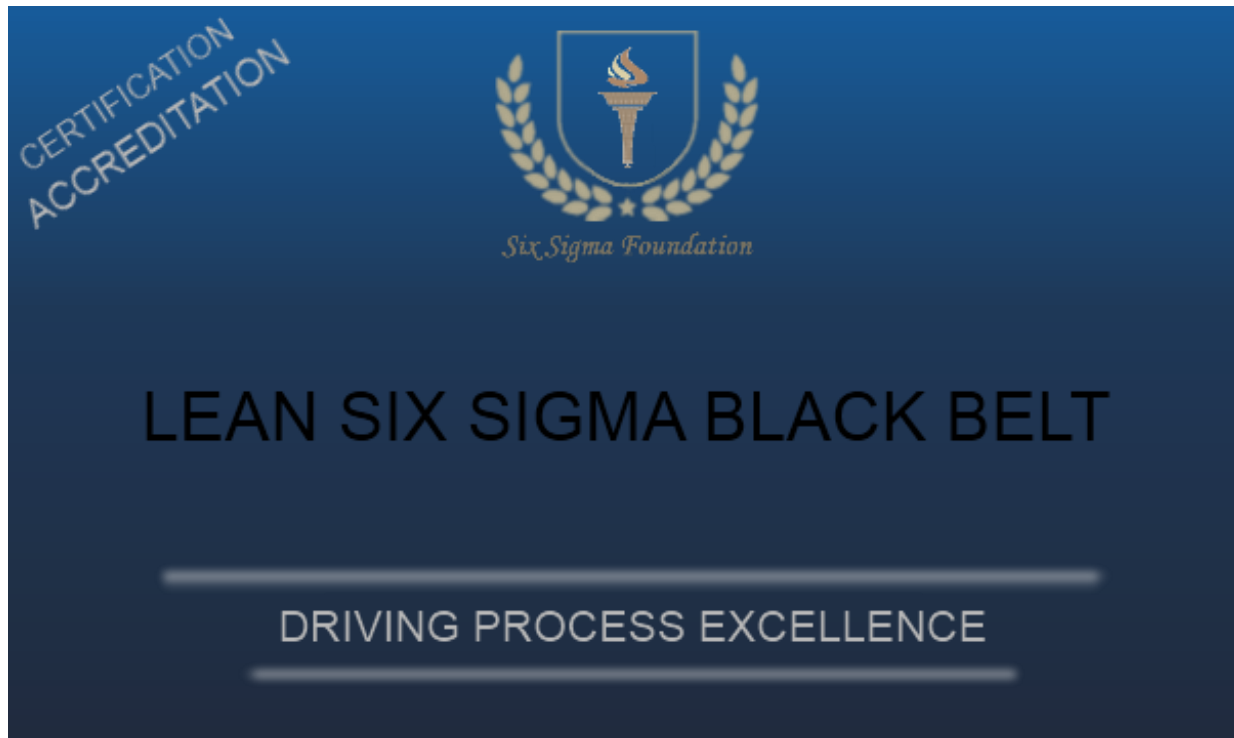 CERTIFICATION
ACCREDITATION
Six Sigma Foundation
LEAN SIX SIGMA BLACK BELT
DRIVING PROCESS EXCELLENCE